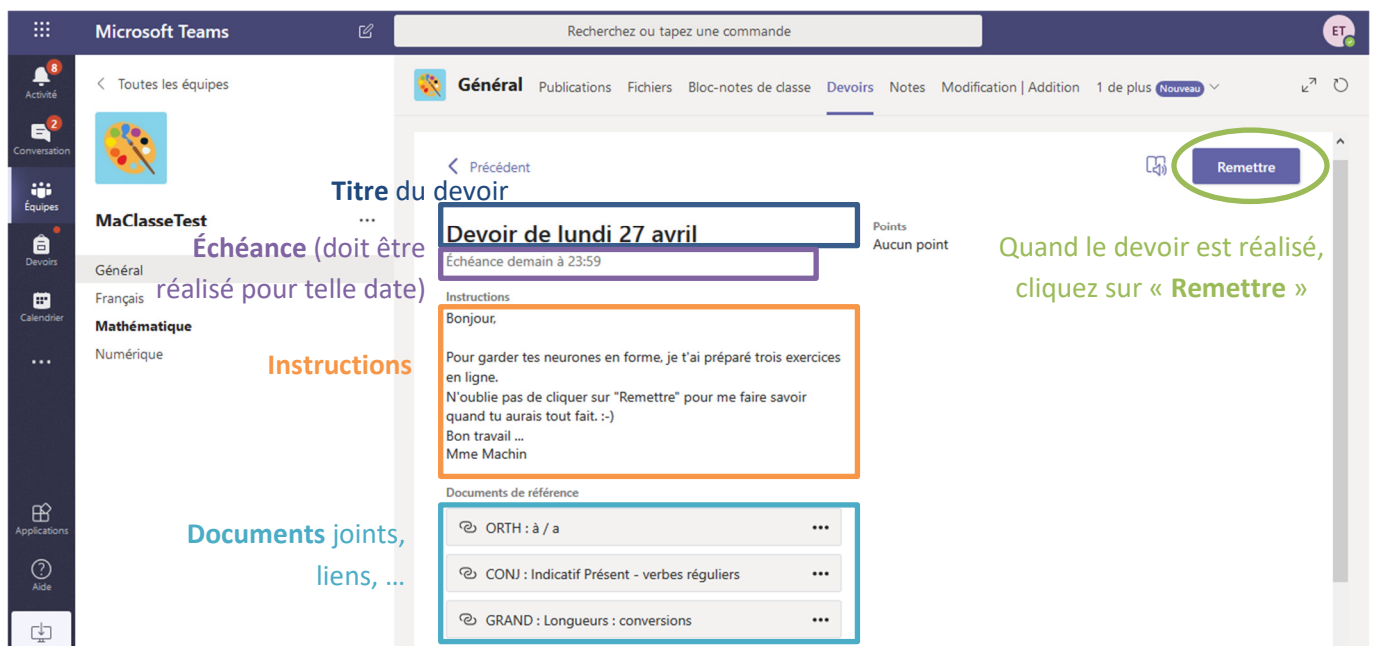 Microsoft Teams
Recherchez ou tapez une commande
ET
8
Activité
2
Conversation
Équipes
Devoirs
Calendrier
Applications
Aide
Toutes les équipes
MaClasseTest
Général
Français
Mathématique
Numérique
Général Publications Fichiers Bloc-notes de classe Devoirs Notes Modification | Addition 1 de plus Nouveau
Précédent
Remettre
Titre du devoir
Devoir de lundi 27 avril
Points
Aucun point
Échéance (doit être
réalisé pour telle date)
Échéance demain à 23:59
Quand le devoir est réalisé,
cliquez sur « Remettre »
Instructions
Instructions
Bonjour,
Pour garder tes neurones en forme, je t'ai préparé trois exercices
en ligne.
N'oublie pas de cliquer sur "Remettre" pour me faire savoir
quand tu aurais tout fait. :-)
Bon travail ...
Mme Machin
Documents de référence
Documents joints,
liens, ...
ORTH : à / a
CONJ : Indicatif Présent - verbes réguliers
GRAND : Longueurs : conversions